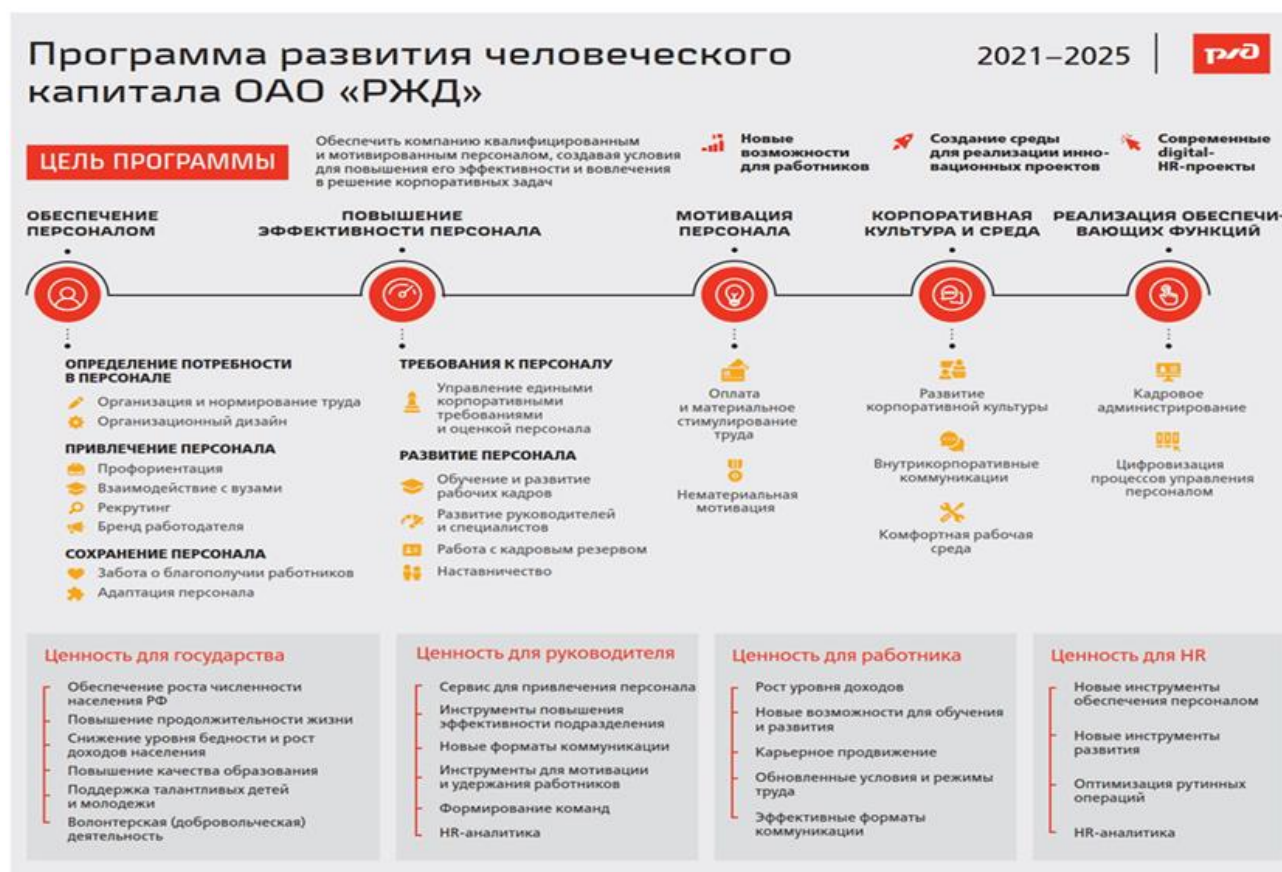 Программа развития человеческого
капитала ОАО «РЖД»
2021–2025
ржд
ЦЕЛЬ ПРОГРАММЫ
Обеспечить компанию квалифицированным
и мотивированным персоналом, создавая условия
для повышения его эффективности и вовлечения
в решение корпоративных задач
Новые
возможности
для работников
Создание среды
для реализации инно-
вационных проектов
Современные
digital-
HR-проекты
ОБЕСПЕЧЕНИЕ
ПЕРСОНАЛОМ
ПОВЫШЕНИЕ
ЭФФЕКТИВНОСТИ ПЕРСОНАЛА
МОТИВАЦИЯ
ПЕРСОНАЛА
КОРПОРАТИВНАЯ
КУЛЬТУРА И СРЕДА
РЕАЛИЗАЦИЯ ОБЕСПЕЧИ-
ВАЮЩИХ ФУНКЦИЙ
ОПРЕДЕЛЕНИЕ ПОТРЕБНОСТИ
В ПЕРСОНАЛЕ
Организация и нормирование труда
Организационный дизайн
ПРИВЛЕЧЕНИЕ ПЕРСОНАЛА
Профориентация
Взаимодействие с вузами
Рекрутинг
Бренд работодателя
СОХРАНЕНИЕ ПЕРСОНАЛА
Забота о благополучии работников
Адаптация персонала
ТРЕБОВАНИЯ К ПЕРСОНАЛУ
Управление едиными
корпоративными
требованиями
и оценкой персонала
РАЗВИТИЕ ПЕРСОНАЛА
Обучение и развитие
рабочих кадров
Развитие руководителей
и специалистов
Работа с кадровым резервом
Наставничество
Оплата
и материальное
стимулирование
труда
Нематериальная
мотивация
Развитие
корпоративной культуры
Внутрикорпоративные
коммуникации
Комфортная рабочая
среда
Кадровое
администрирование
Цифровизация
процессов управления
персоналом
Ценность для государства
Обеспечение роста численности
населения РФ
Повышение продолжительности жизни
Снижение уровня бедности и рост
доходов населения
Повышение качества образования
Поддержка талантливых детей
и молодежи
Волонтерская (добровольческая)
деятельность
Ценность для руководителя
Сервис для привлечения персонала
Инструменты повышения
эффективности подразделения
Новые форматы коммуникации
Инструменты для мотивации
и удержания работников
Формирование команд
HR-аналитика
Ценность для работника
Рост уровня доходов
Новые возможности для обучения
и развития
Карьерное продвижение
Обновленные условия и режимы
труда
Эффективные форматы
коммуникации
Ценность для HR
Новые инструменты
обеспечения персоналом
Новые инструменты
развития
Оптимизация рутинных
операций
HR-аналитика